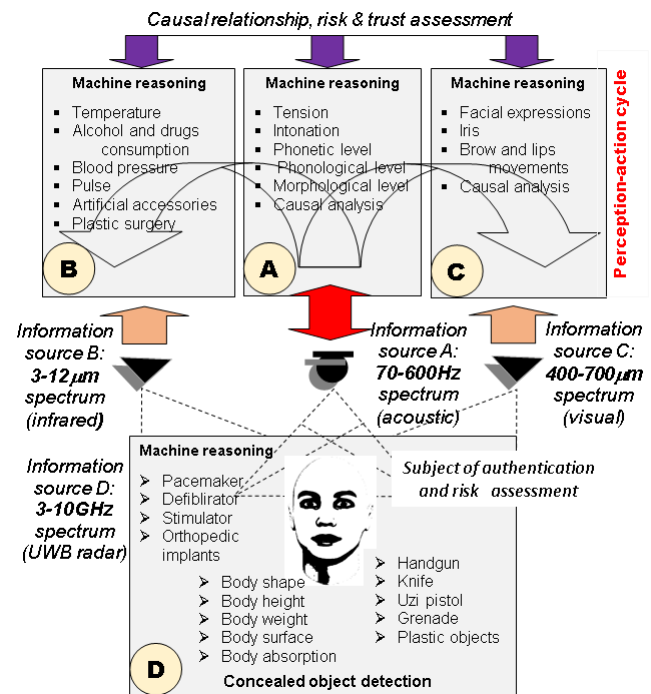 Causal relationship, risk & trust assessment
Machine reasoning
▪ Temperature
▪ Alcohol and drugs
consumption
▪ Blood pressure
▪ Pulse
▪ Artificial accessories
▪ Plastic surgery
B
Machine reasoning
▪ Tension
▪ Intonation
▪ Phonetic level
▪ Phonological level
▪ Morphological level
▪ Causal analysis
A
Machine reasoning
▪ Facial expressions
▪ Iris
▪ Brow and lips
movements
▪ Causal analysis
C
Perception-action cycle
Information
source B:
3-12μm
spectrum
(infrared)
Information
source A:
70-600Hz
spectrum
(acoustic)
Information
source C:
400-700μm
spectrum
(visual)
Information
source D:
3-10GHz
spectrum
(UWB radar)
Machine reasoning
➢ Pacemaker
➢ Defiblirator
➢ Stimulator
➢ Orthopedic
implants
Subject of authentication
and risk assessment
➢ Body shape
➢ Body height
➢ Body weight
➢ Body surface
➢ Body absorption
➢ Handgun
➢ Knife
➢ Uzi pistol
➢ Grenade
➢ Plastic objects
D
Concealed object detection